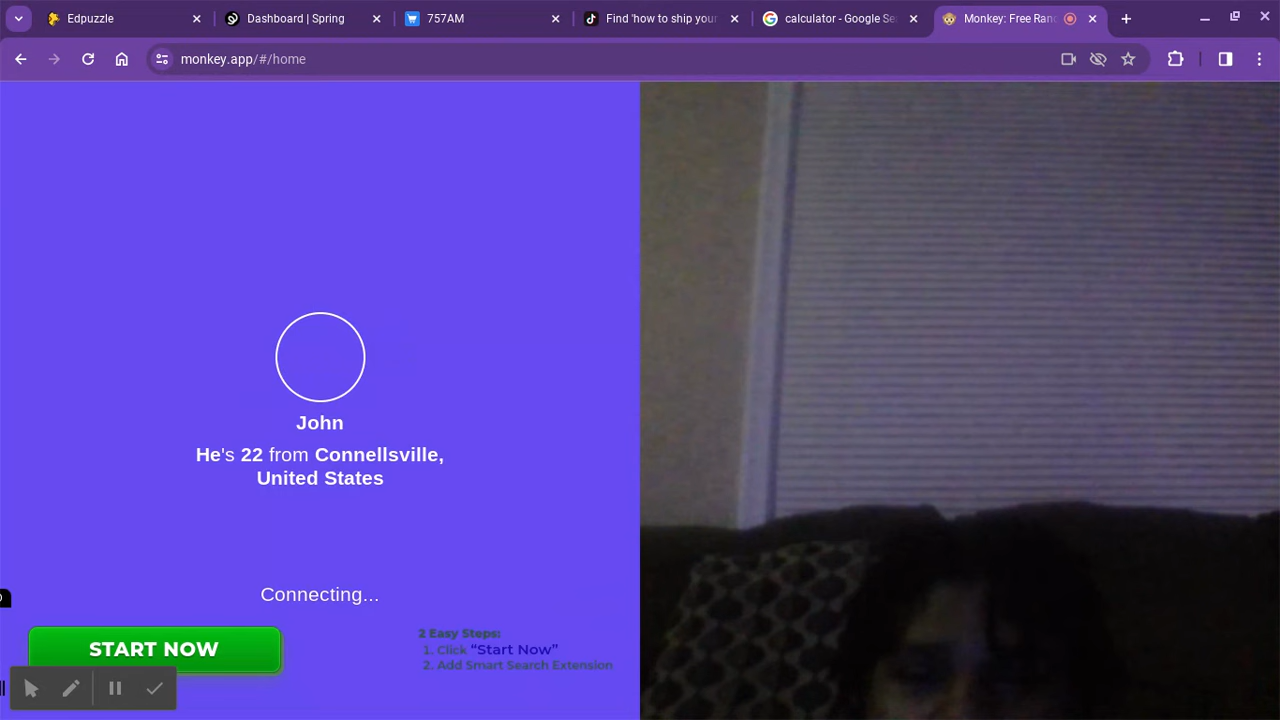 Edpuzzle
Dashboard | Spring
757AM
Find 'how to ship your
calculator - Google Se
Monkey: Free Ran
monkey.app/#/home
John
He's 22 from Connellsville,
United States
Connecting...
START NOW
2 Easy Steps:
1. Click “Start Now”
2. Add Smart Search Extension